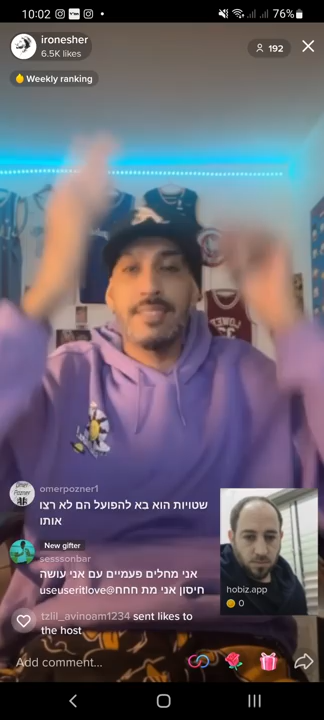 10:02
76%
ironesher
6.5K likes
192
Weekly ranking
omerpozner1
שטויות הוא בא להפועל הם לא רצו
אותו
New gifter
sesssonbar
אני מחלים פעמיים עם אני עושה
חיסון אני מת חחח@useuseritlove
tzlil_avinoam1234 sent likes to
the host
hobiz.app
0
Add comment...